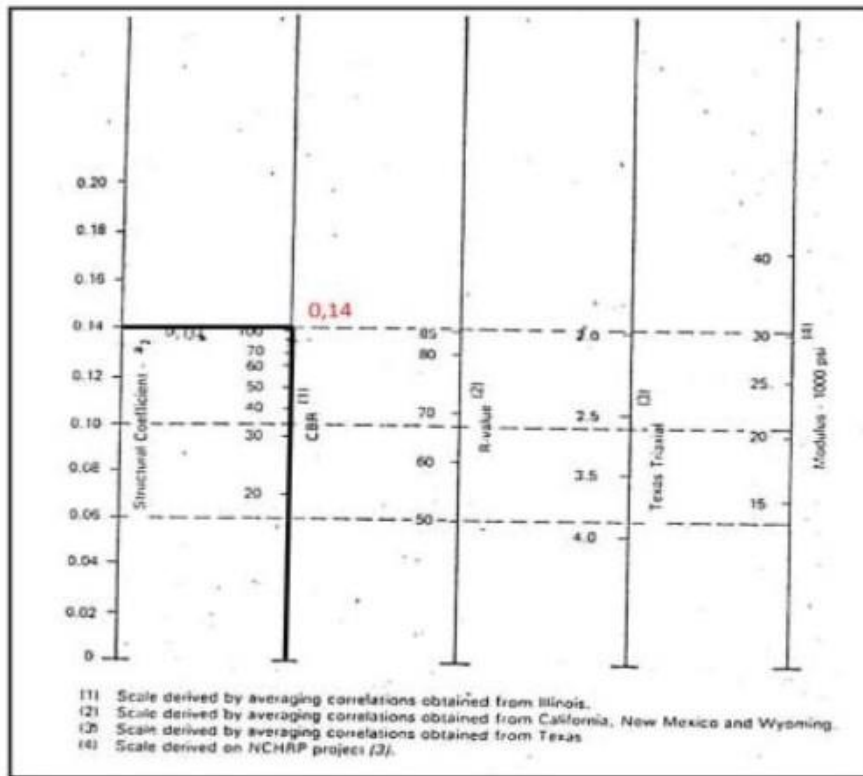 0.20
0.18
40
0.16
0,14
0.14 0,132 100 85 2.0 30 (4)
70 80
60
0.12 50 (1) (2) (3) 25
40 70 2.5
0.10
30 20
60 3.5
20 15
0.06 50
4.0
0.04
0.02
0
Structural Coefficient - a2
CBR
R-value
Texas Triaxial
Modulus - 1000 psi
(1) Scale derived by averaging correlations obtained from Illinois.
(2) Scale derived by averaging correlations obtained from California, New Mexico and Wyoming.
(3) Scale derived by averaging correlations obtained from Texas
(4) Scale derived on NCHRP project (3).